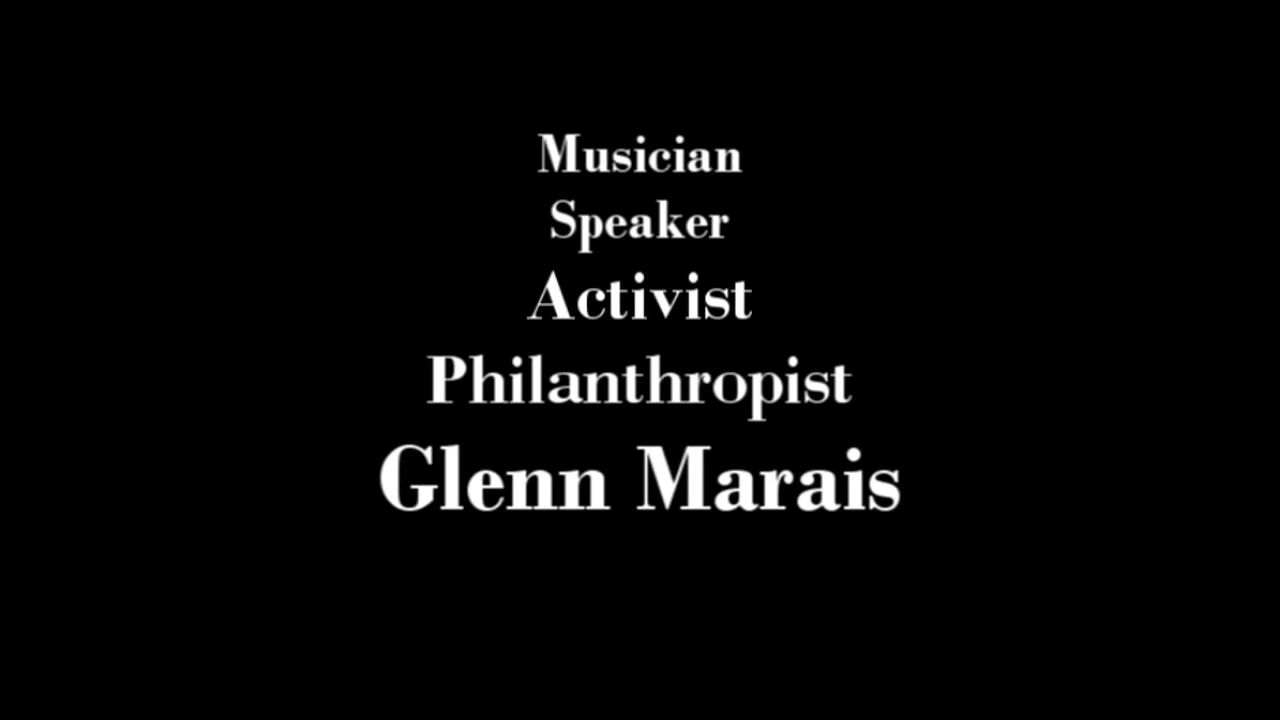 Musician
Speaker
Activist
Philanthropist
Glenn Marais